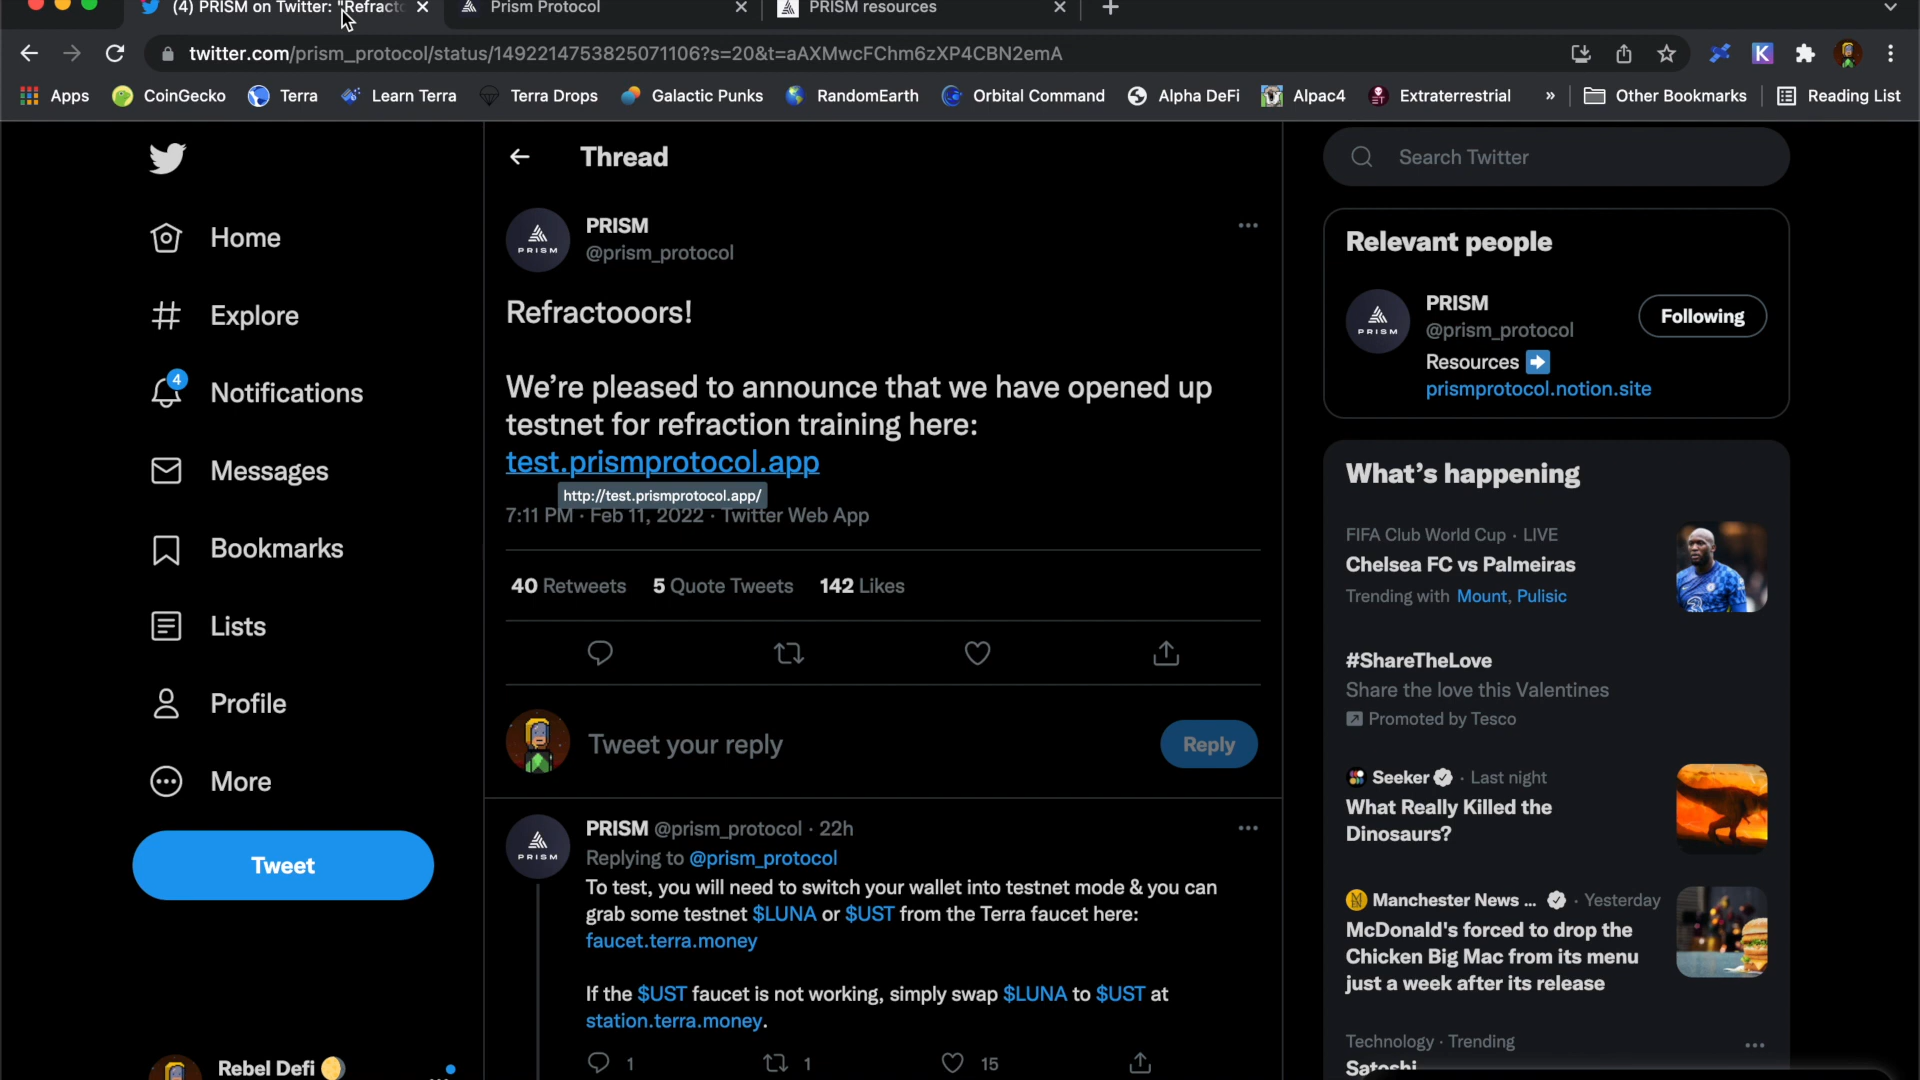 (4) PRISM on Twitter: "Refracto
Prism Protocol
PRISM resources
twitter.com/prism_protocol/status/1492214753825071106?s=20&t=aAXMwcFChm6zXP4CBN2emA
Apps
CoinGecko
Terra
Learn Terra
Terra Drops
Galactic Punks
RandomEarth
Orbital Command
Alpha DeFi
Alpac4
Extraterrestrial
»
Other Bookmarks
Reading List
Home
Explore
4
Notifications
Messages
Bookmarks
Lists
Profile
More
Tweet
Rebel Defi
Thread
PRISM
PRISM
@prism_protocol
Refractooors!
We're pleased to announce that we have opened up
testnet for refraction training here:
test.prismprotocol.app
http://test.prismprotocol.app/
7:11 PM · Feb 11, 2022 · Twitter Web App
40 Retweets 5 Quote Tweets 142 Likes
Tweet your reply
Reply
PRISM
PRISM @prism_protocol · 22h
Replying to @prism_protocol
To test, you will need to switch your wallet into testnet mode & you can
grab some testnet $LUNA or $UST from the Terra faucet here:
faucet.terra.money
If the $UST faucet is not working, simply swap $LUNA to $UST at
station.terra.money.
1 1 15
Search Twitter
Relevant people
PRISM
PRISM
@prism_protocol
Following
Resources
prismprotocol.notion.site
What's happening
FIFA Club World Cup · LIVE
Chelsea FC vs Palmeiras
Trending with Mount, Pulisic
#ShareTheLove
Share the love this Valentines
Promoted by Tesco
Seeker · Last night
What Really Killed the
Dinosaurs?
Manchester News ... · Yesterday
McDonald's forced to drop the
Chicken Big Mac from its menu
just a week after its release
Technology · Trending
Satoshi